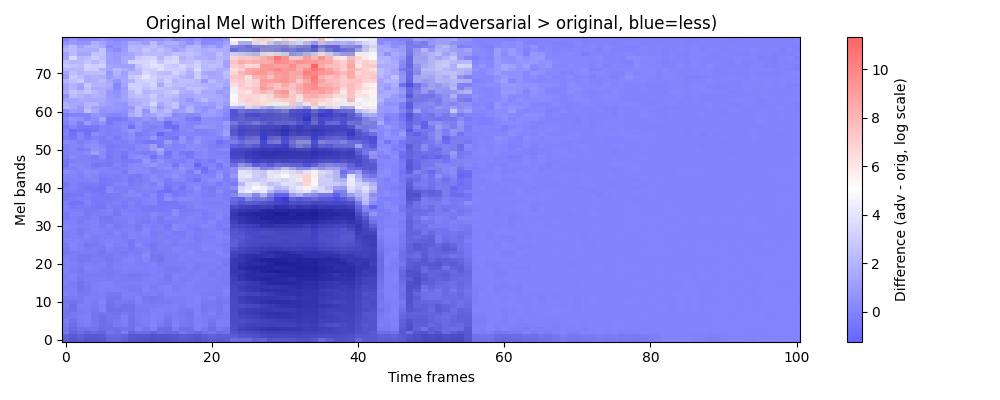 Original Mel with Differences (red=adversarial > original, blue=less)
Mel bands
70
60
50
40
30
20
10
0
0 20 40 60 80 100
Time frames
10
8
6
4
2
0
Difference (adv - orig, log scale)